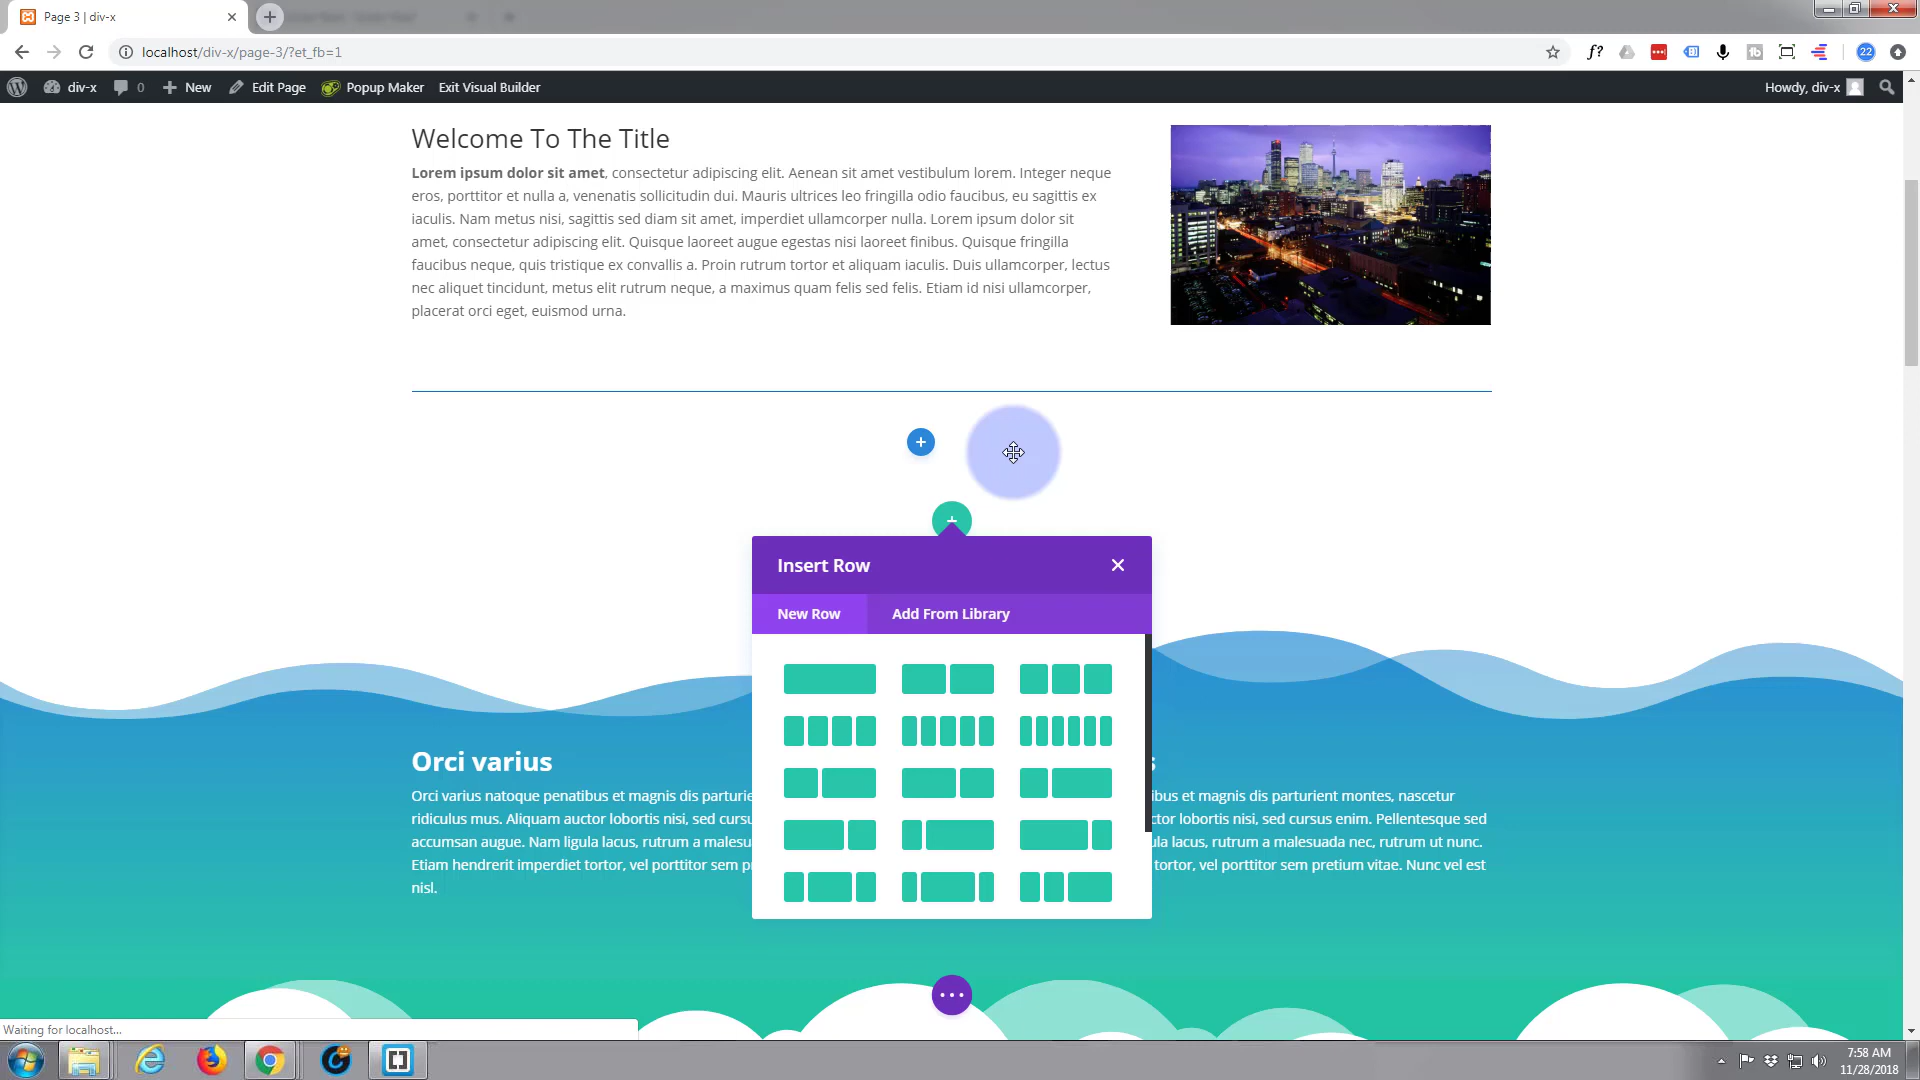 Page 3 | div-x
localhost/div-x/page-3/?et_fb=1
f?
22
div-x
0
New
Edit Page
Popup Maker
Exit Visual Builder
Howdy, div-x
Welcome To The Title
Lorem ipsum dolor sit amet, consectetur adipiscing elit. Aenean sit amet vestibulum lorem. Integer neque
eros, porttitor et nulla a, venenatis sollicitudin dui. Mauris ultrices leo fringilla odio faucibus, eu sagittis ex
iaculis. Nam metus nisi, sagittis sed diam sit amet, imperdiet ullamcorper nulla. Lorem ipsum dolor sit
amet, consectetur adipiscing elit. Quisque laoreet augue egestas nisi laoreet finibus. Quisque fringilla
faucibus neque, quis tristique ex convallis a. Proin rutrum tortor et aliquam iaculis. Duis ullamcorper, lectus
nec aliquet tincidunt, metus elit rutrum neque, a maximus quam felis sed felis. Etiam id nisi ullamcorper,
placerat orci eget, euismod urna.
Insert Row
New Row
Add From Library
Orci varius
Orci varius natoque penatibus et magnis dis parturie
ridiculus mus. Aliquam auctor lobortis nisi, sed cursu
accumsan augue. Nam ligula lacus, rutrum a malesu
Etiam hendrerit imperdiet tortor, vel porttitor sem p
nisl.
s
ibus et magnis dis parturient montes, nascetur
ctor lobortis nisi, sed cursus enim. Pellentesque sed
ula lacus, rutrum a malesuada nec, rutrum ut nunc.
tortor, vel porttitor sem pretium vitae. Nunc vel est
Waiting for localhost...
7:58 AM
11/28/2018